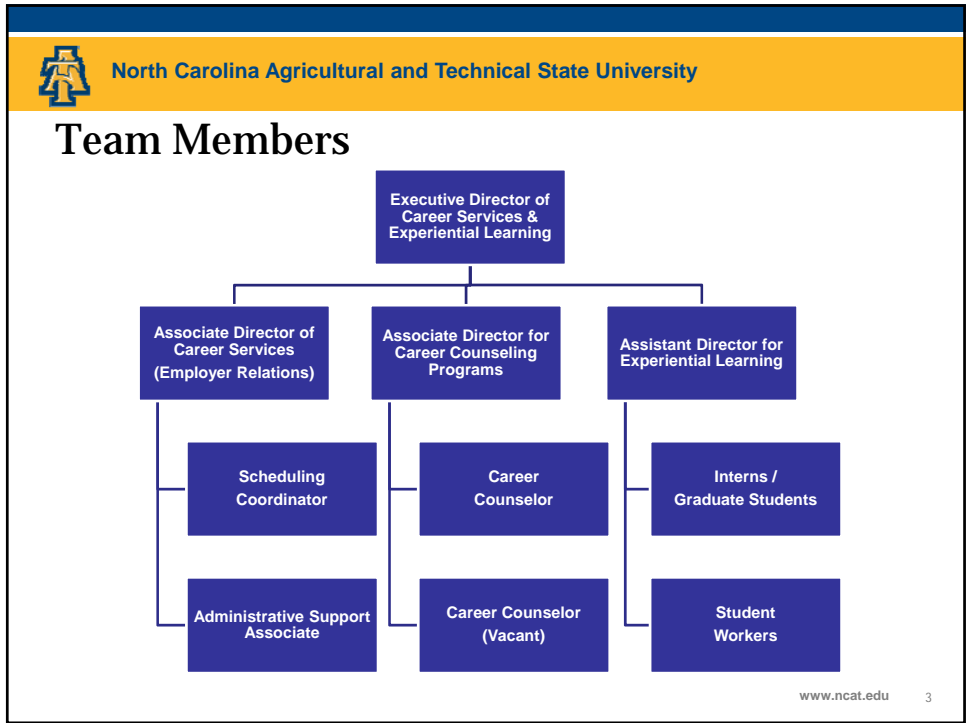 North Carolina Agricultural and Technical State University
Team Members
Executive Director of
Career Services &
Experiential Learning
Associate Director of
Career Services
(Employer Relations)
Associate Director for
Career Counseling
Programs
Assistant Director for
Experiential Learning
Scheduling
Coordinator
Career
Counselor
Interns /
Graduate Students
Administrative Support
Associate
Career Counselor
(Vacant)
Student
Workers
www.ncat.edu 3